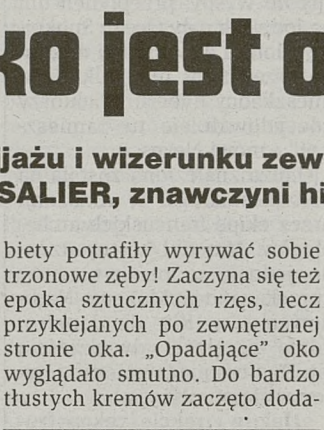 ko jest o
jażu i wizerunku zew
SALIER, znawczyni hi
biety potrafiły wyrywać sobie
trzonowe zęby! Zaczyna się też
epoka sztucznych rzęs, lecz
przyklejanych po zewnętrznej
stronie oka. „Opadające” oko
wyglądało smutno. Do bardzo
tłustych kremów zaczęto doda-